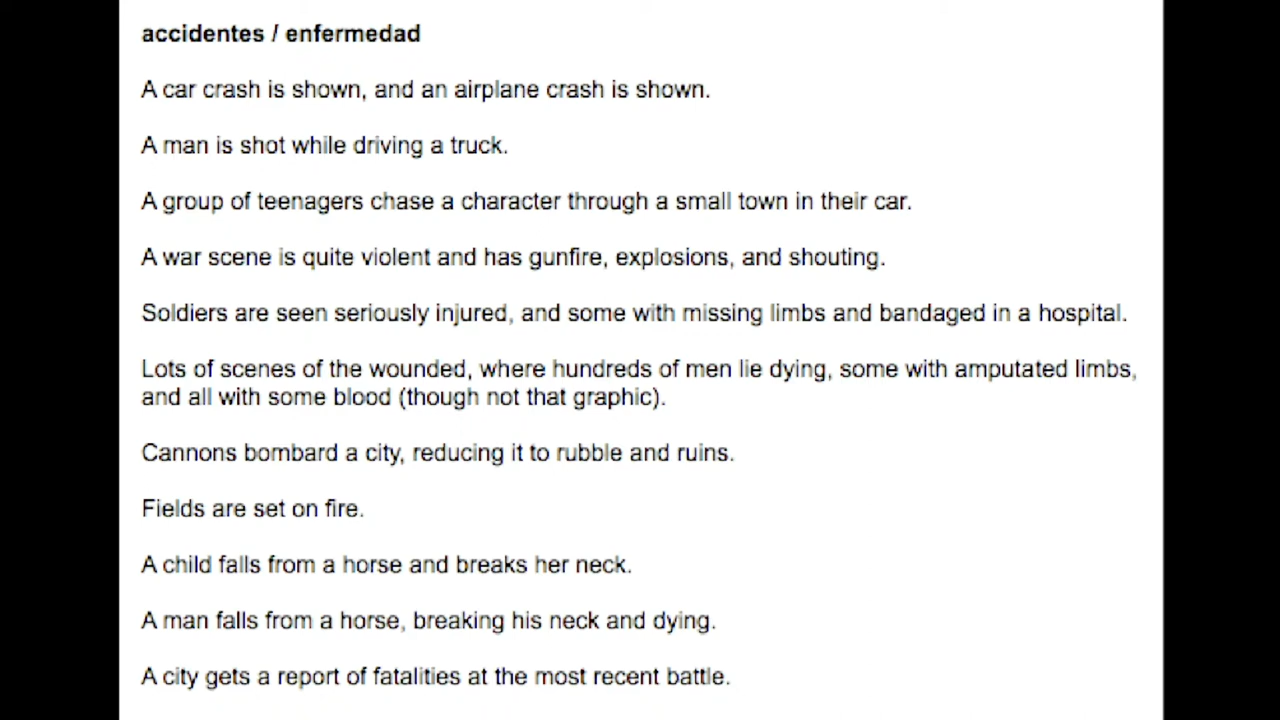 accidentes / enfermedad
A car crash is shown, and an airplane crash is shown.
A man is shot while driving a truck.
A group of teenagers chase a character through a small town in their car.
A war scene is quite violent and has gunfire, explosions, and shouting.
Soldiers are seen seriously injured, and some with missing limbs and bandaged in a hospital.
Lots of scenes of the wounded, where hundreds of men lie dying, some with amputated limbs,
and all with some blood (though not that graphic).
Cannons bombard a city, reducing it to rubble and ruins.
Fields are set on fire.
A child falls from a horse and breaks her neck.
A man falls from a horse, breaking his neck and dying.
A city gets a report of fatalities at the most recent battle.